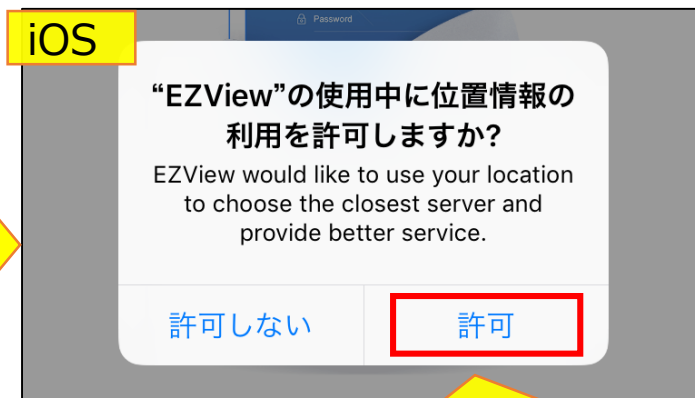 Password
iOS
“EZView”の使用中に位置情報の
利用を許可しますか?
EZView would like to use your location
to choose the closest server and
provide better service.
許可しない
許可